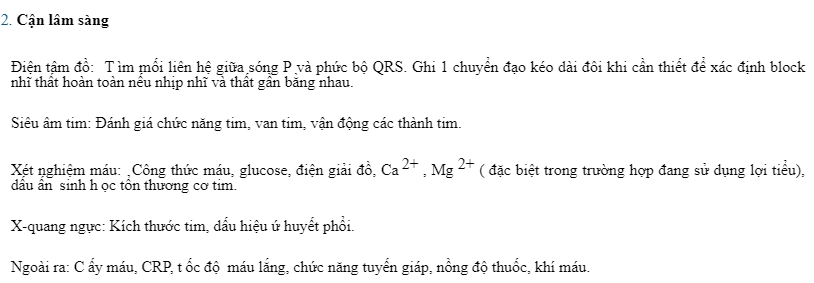 2. Cận lâm sàng
Điện tâm đồ: T ìm mối liên hệ giữa sóng P và phức bộ QRS. Ghi 1 chuyển đạo kéo dài đôi khi cần thiết để xác định block
nhĩ thất hoàn toàn nếu nhịp nhĩ và thất gần bằng nhau.
Siêu âm tim: Đánh giá chức năng tim, van tim, vận động các thành tim.
Xét nghiệm máu: ,Công thức máu, glucose, điện giải đồ, Ca 2+ , Mg 2+ ( đặc biệt trong trường hợp đang sử dụng lợi tiểu),
dấu ấn sinh h ọc tổn thương cơ tim.
X-quang ngực: Kích thước tim, dấu hiệu ứ huyết phổi.
Ngoài ra: C ấy máu, CRP, t ốc độ máu lắng, chức năng tuyến giáp, nồng độ thuốc, khí máu.